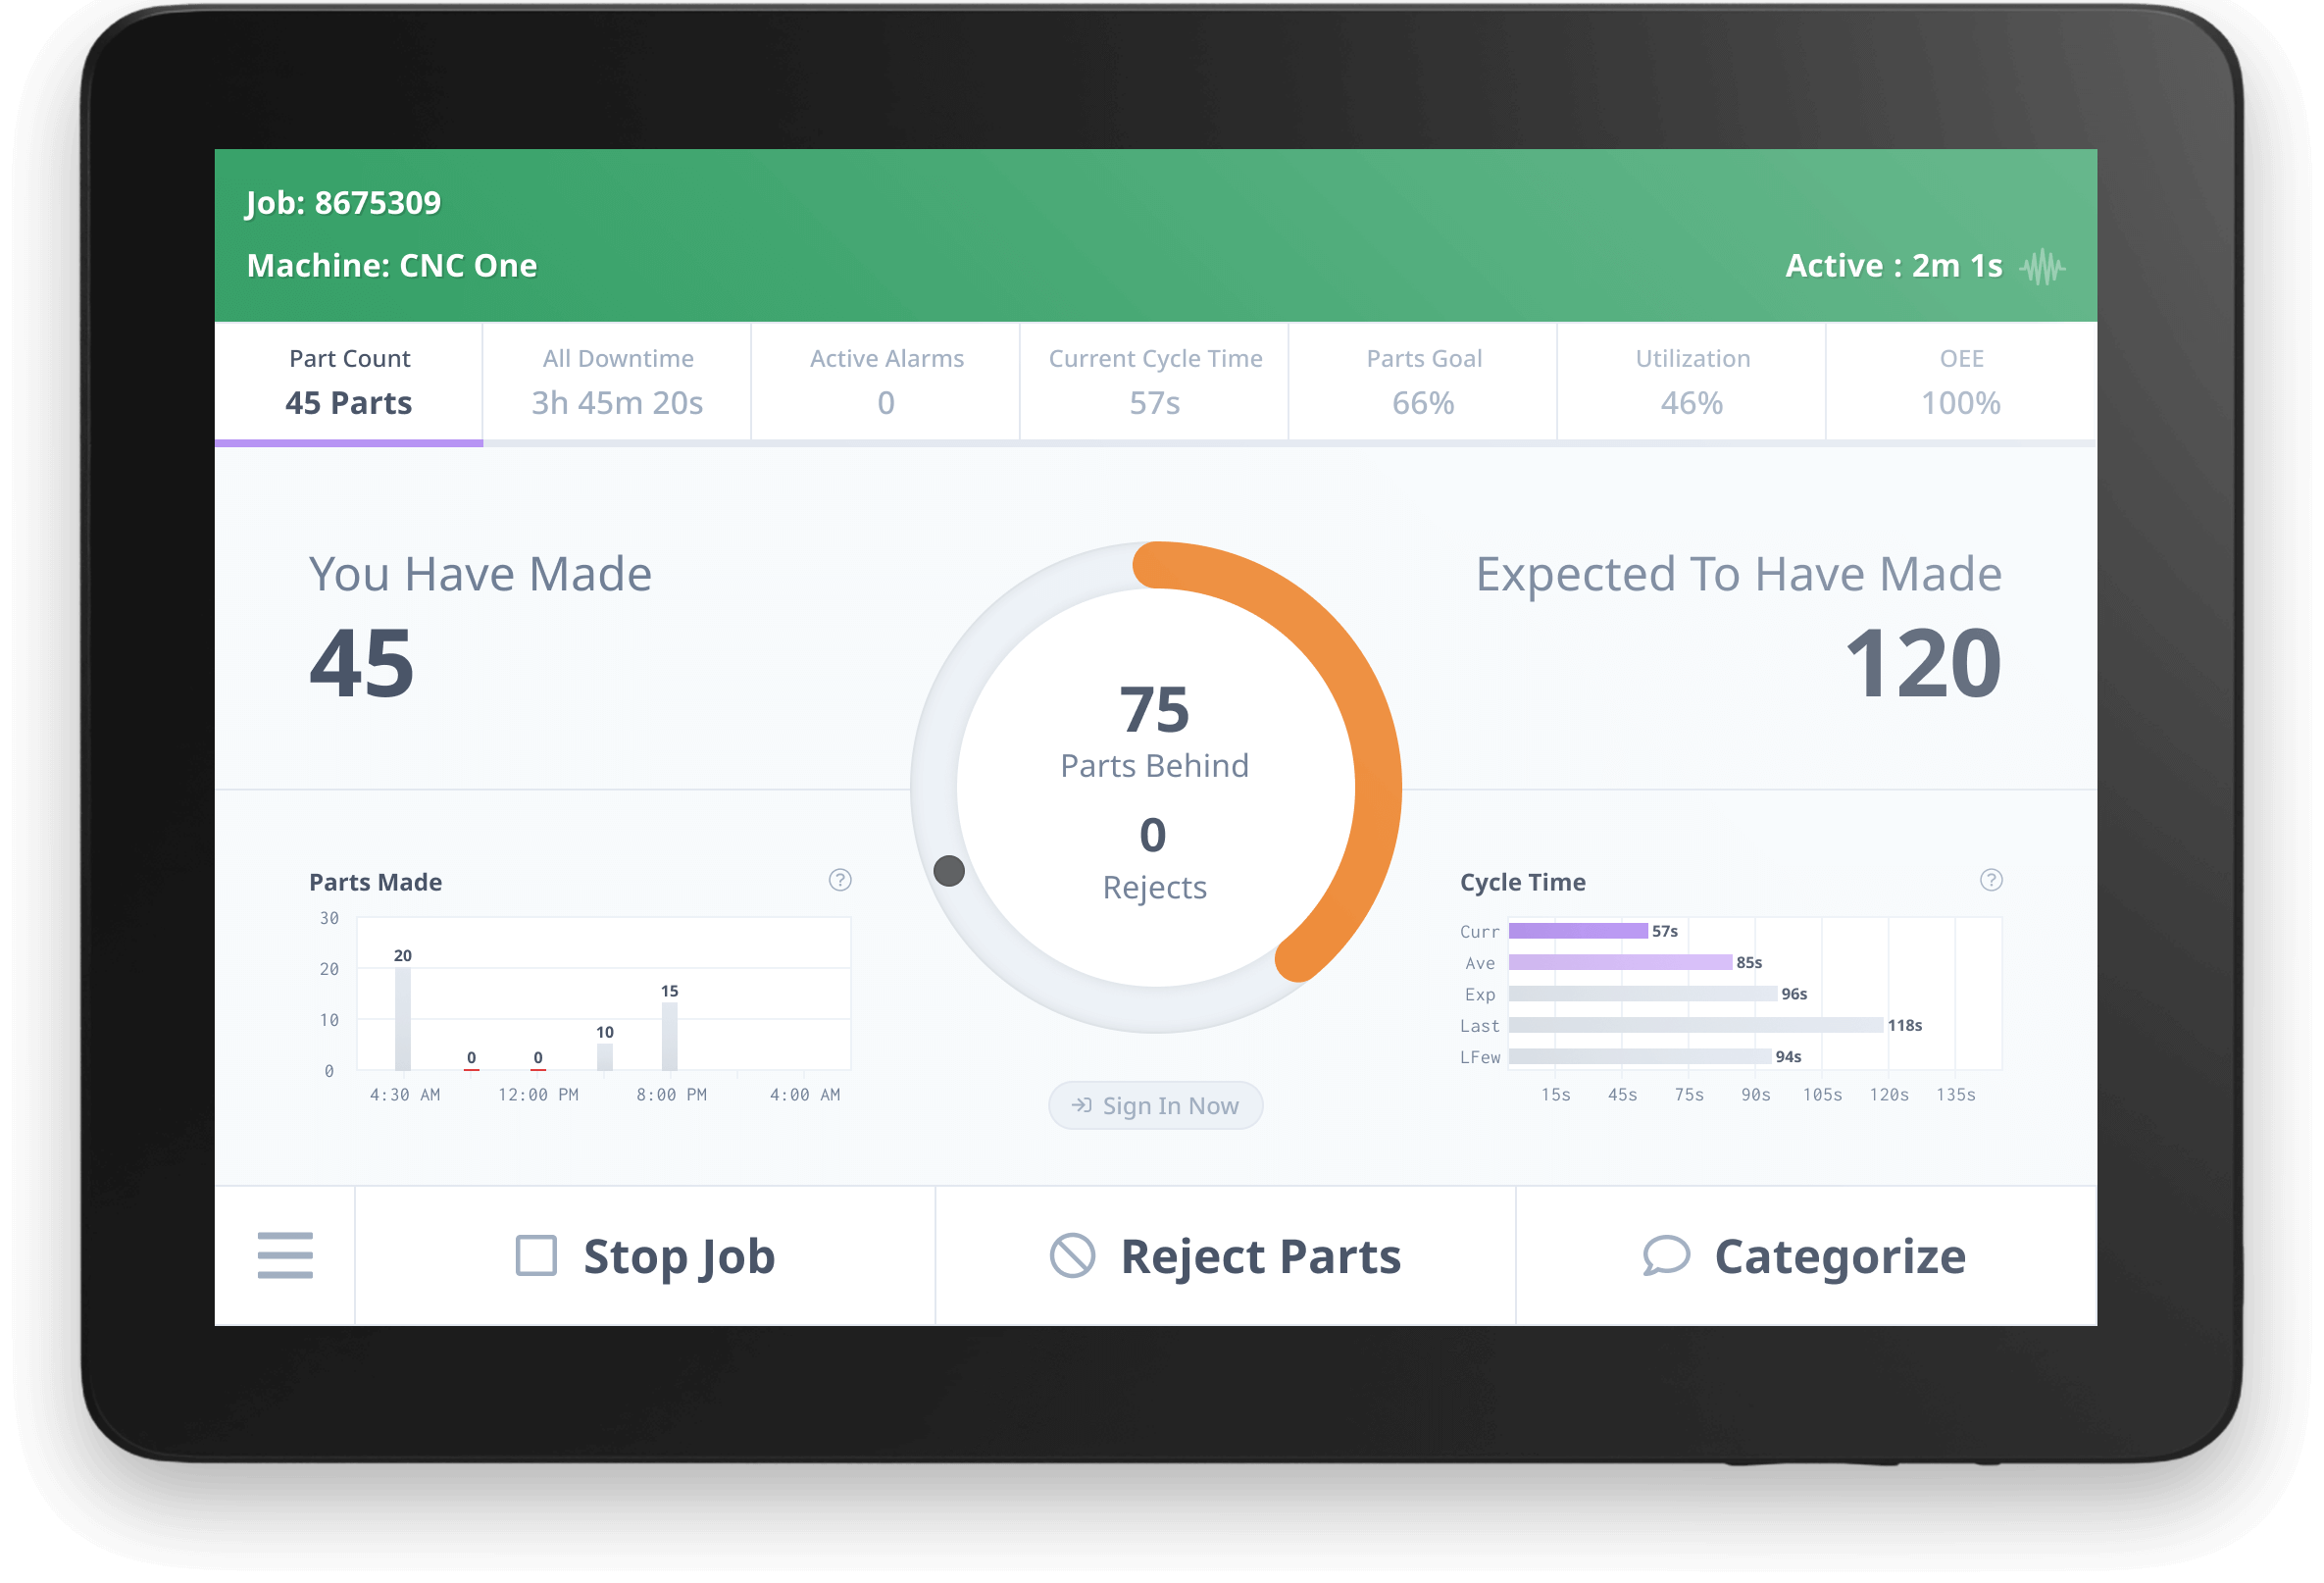 Job: 8675309
Machine: CNC One
Active : 2m 1s
Part Count
45 Parts
All Downtime
3h 45m 20s
Active Alarms
0
Current Cycle Time
57s
Parts Goal
66%
Utilization
46%
OEE
100%
You Have Made
45
Expected To Have Made
120
75
Parts Behind
0
Rejects
Parts Made
?
30
20
10
0
20
0
0
10
15
4:30 AM 12:00 PM 8:00 PM 4:00 AM
Sign In Now
Cycle Time
?
Curr 57s
Ave 85s
Exp 96s
Last 118s
LFew 94s
15s 45s 75s 90s 105s 120s 135s
Stop Job
Reject Parts
Categorize